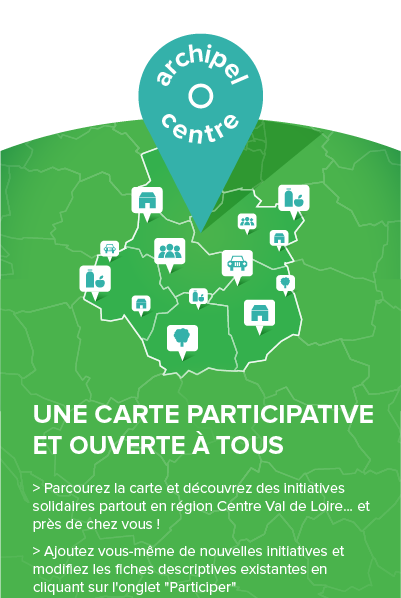 archipel
centre
UNE CARTE PARTICIPATIVE
ET OUVERTE À TOUS
> Parcourez la carte et découvrez des initiatives
solidaires partout en région Centre Val de Loire... et
près de chez vous !
> Ajoutez vous-même de nouvelles initiatives et
modifiez les fiches descriptives existantes en
cliquant sur l'onglet "Participer"